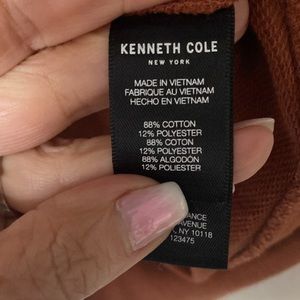 KENNETH COLE
NEW YORK
MADE IN VIETNAM
FABRIQUE AU VIETNAM
HECHO EN VIETNAM
88% COTTON
12% POLYESTER
88% COTON
12% POLYESTER
88% ALGODÓN
12% POLIESTER
AVENUE
NY 10118
123475